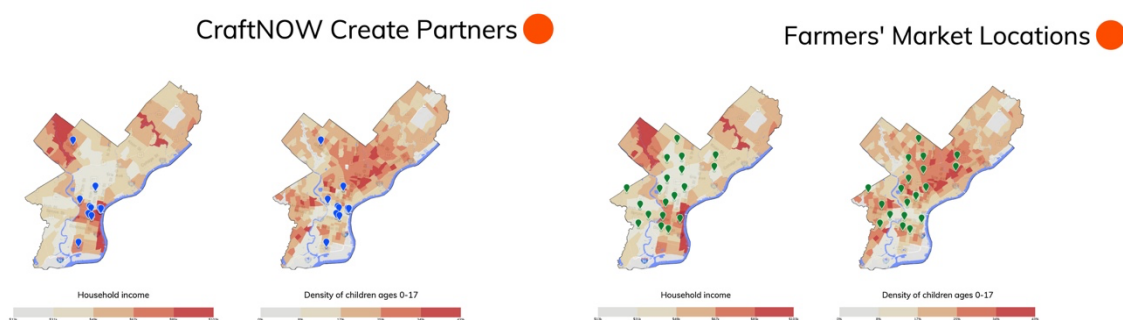 CraftNOW Create Partners
Farmers' Market Locations
Household income
Density of children ages 0-17
Household income
Density of children ages 0-17